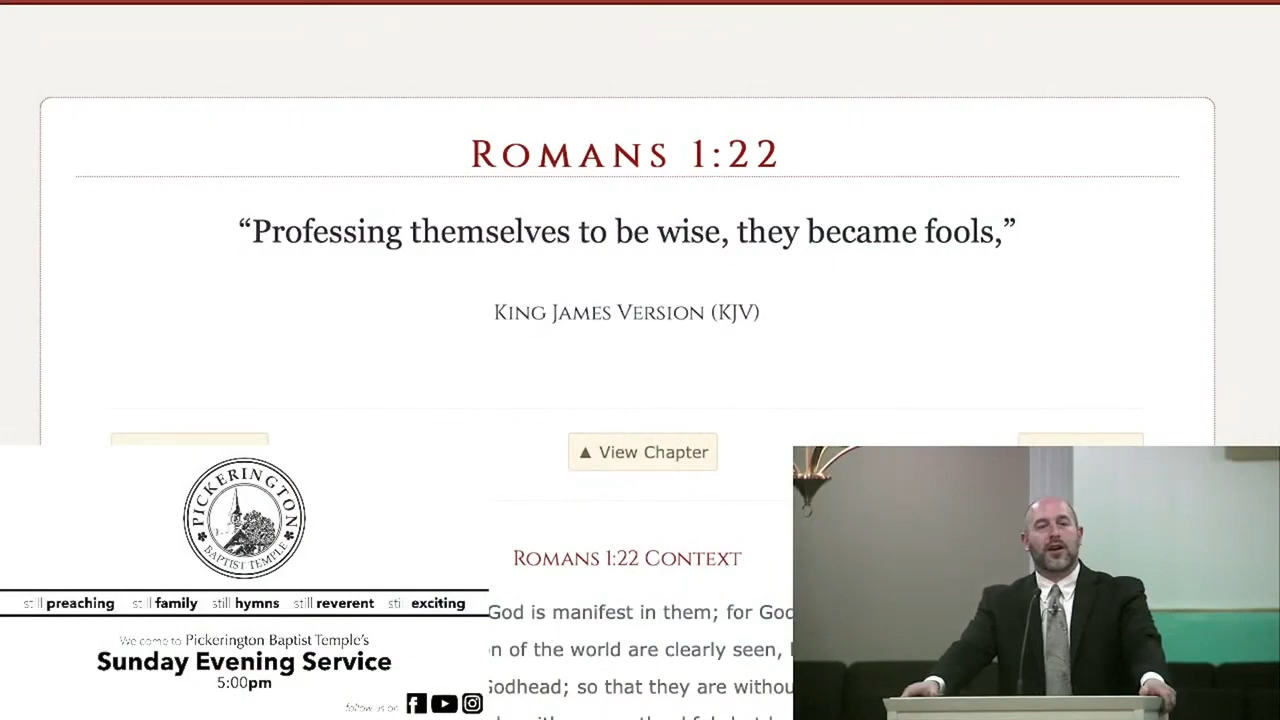 ROMANS 1:22
“Professing themselves to be wise, they became fools,”
KING JAMES VERSION (KJV)
▲ View Chapter
PICKERINGTON
BAPTIST TEMPLE
still preaching still family still hymns still reverent still exciting
Welcome to Pickerington Baptist Temple's
Sunday Evening Service
5:00pm
follow us on
ROMANS 1:22 CONTEXT
God is manifest in them; for God
of the world are clearly seen,
Godhead; so that they are